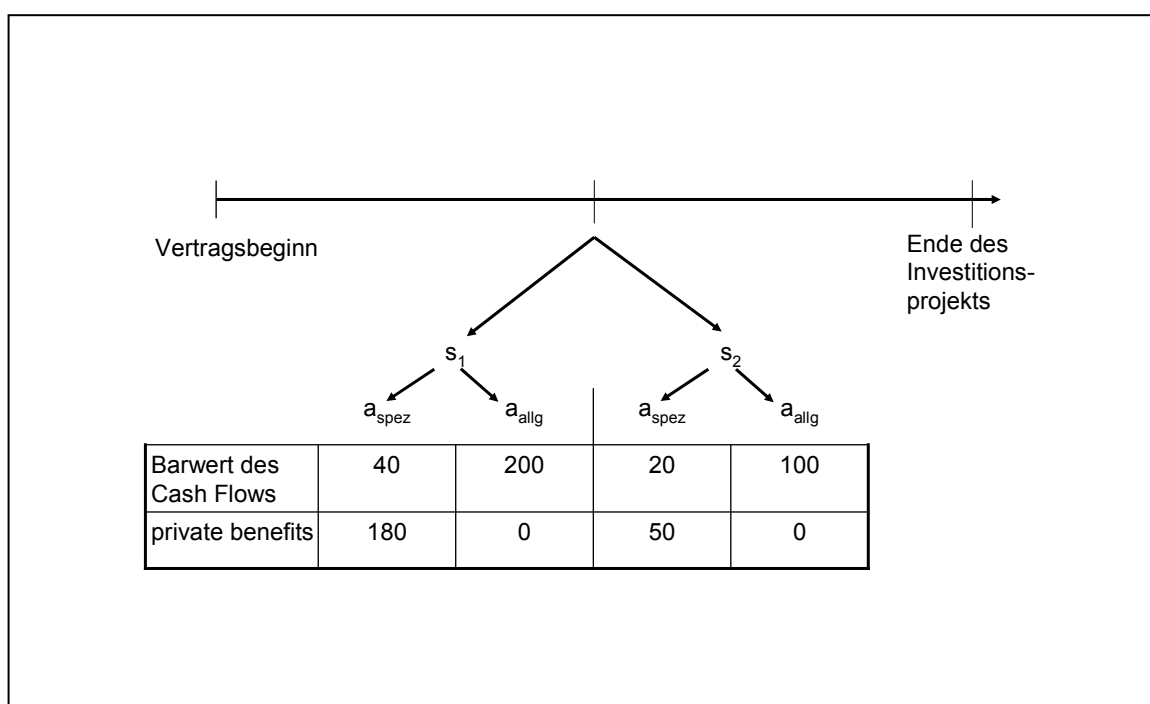 Vertragsbeginn
Ende des
Investitions-
projekts
s1 s2
aspez aallg aspez aallg
Barwert des
Cash Flows 40 200 20 100
private benefits 180 0 50 0